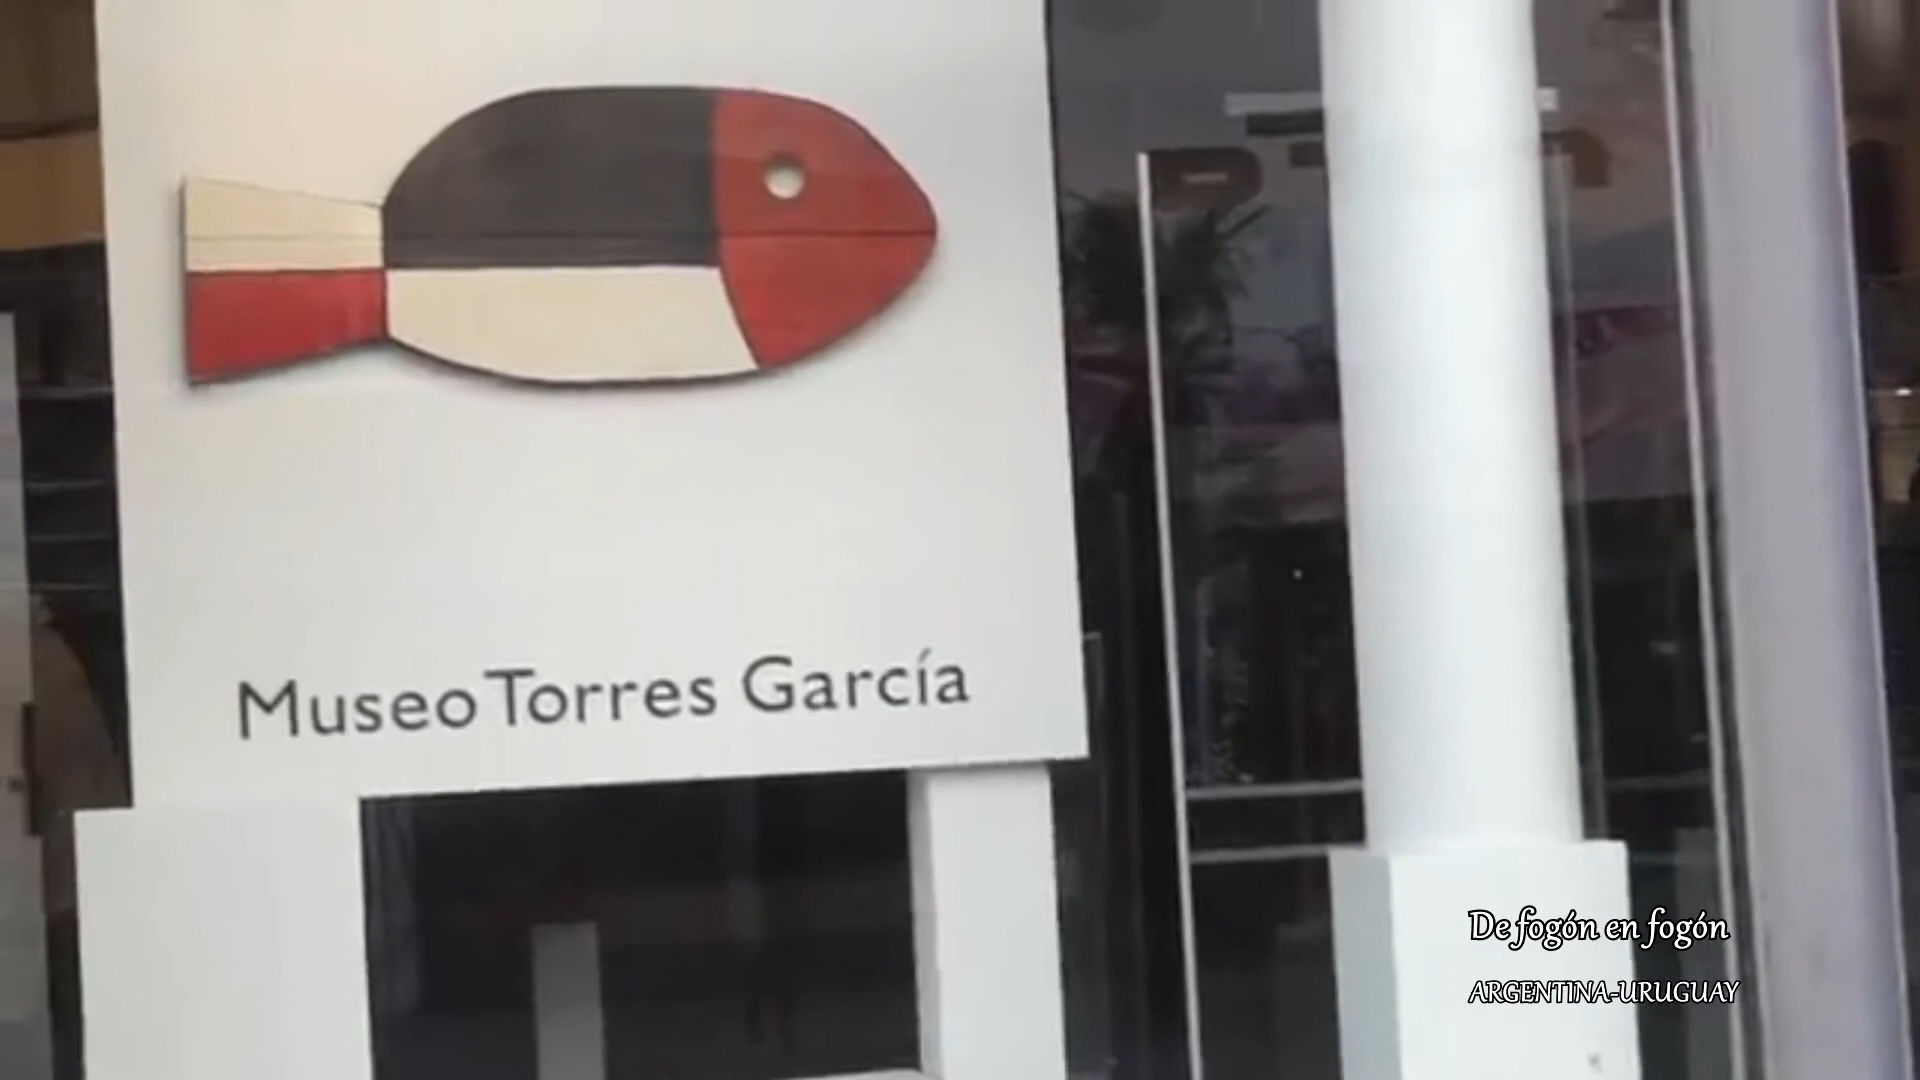 Museo Torres García
De fogón en fogón
ARGENTINA-URUGUAY